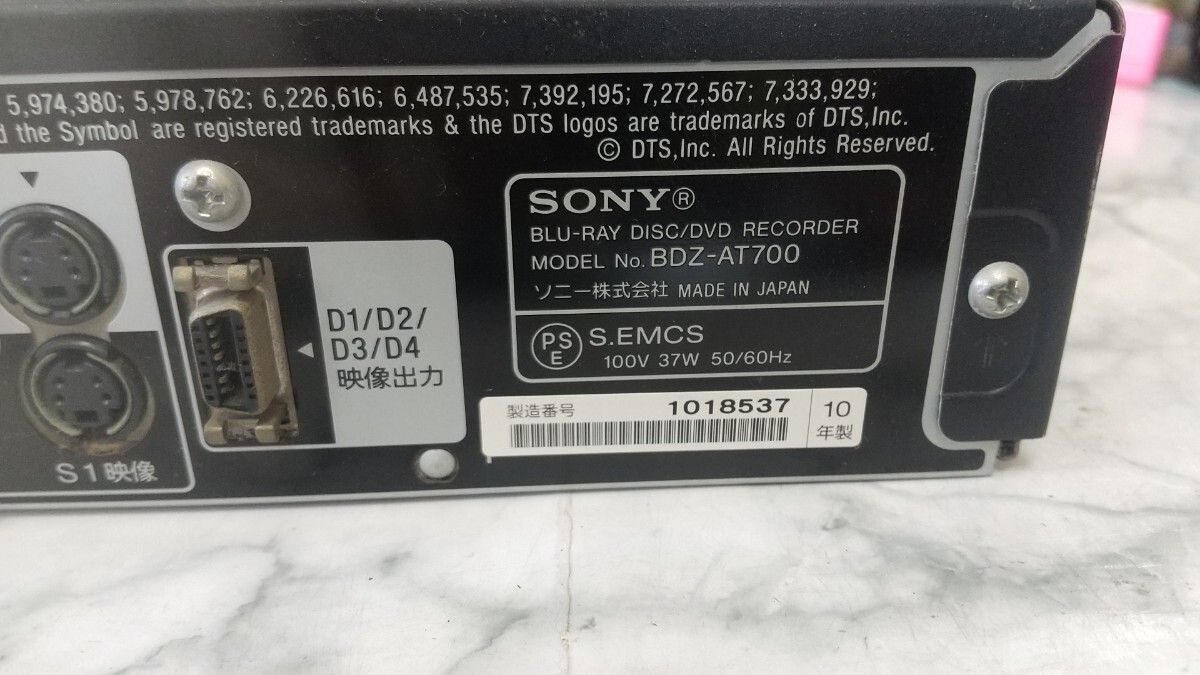 5,974,380; 5,978,762; 6,226,616; 6,487,535; 7,392,195; 7,272,567; 7,333,929;
the Symbol are registered trademarks & the DTS logos are trademarks of DTS,Inc.
© DTS,Inc. All Rights Reserved.
SONY®
BLU-RAY DISC/DVD RECORDER
MODEL No. BDZ-AT700
ソニー株式会社 MADE IN JAPAN
PSE S.EMCS
100V 37W 50/60Hz
D1/D2/
D3/D4
映像出力
S1映像
製造番号 1018537
10
年製